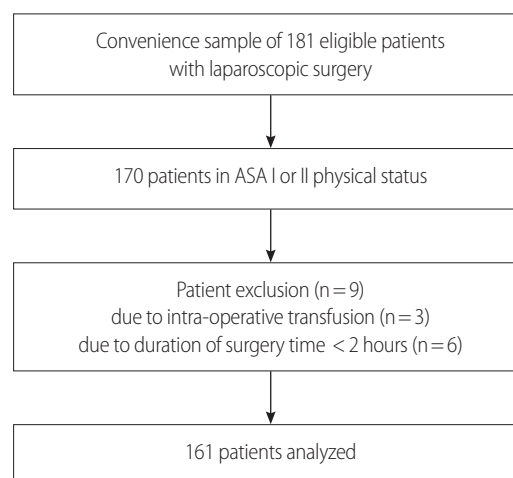 Convenience sample of 181 eligible patients
with laparoscopic surgery
170 patients in ASA I or II physical status
Patient exclusion (n=9)
due to intra-operative transfusion (n=3)
due to duration of surgery time <2 hours (n=6)
161 patients analyzed